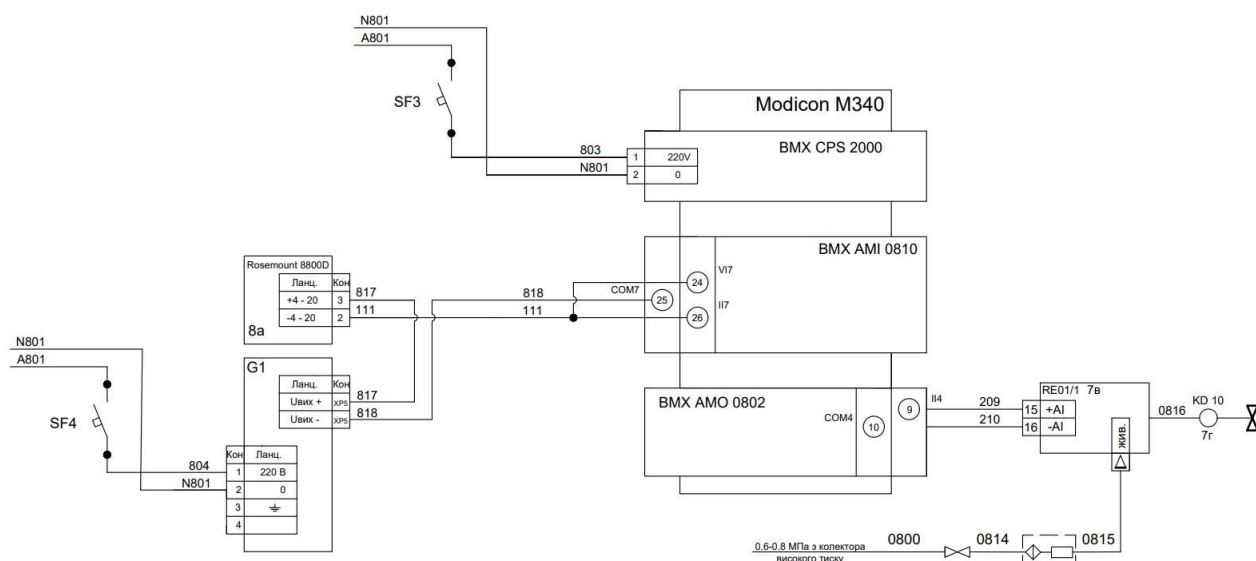 N801
A801
SF3
803
N801
1 220V
2 0
Modicon M340
BMX CPS 2000
BMX AMI 0810
VI7
24
COM7
25
II7
26
Rosemount 8800D
Ланц. Кон
+4 - 20 3
-4 - 20 2
8a
817
111
818
111
N801
A801
SF4
G1
Ланц. Кон
Uвих + XP5
Uвих - XP5
817
818
Кон Ланц.
1 220 В
2 0
3
4
804
N801
BMX AMO 0802
COM4
10
9
II4
209
210
RE01/1 7в
15 +AI
16 -AI
жив.
0816
KD 10
7г
0.6-0.8 МПа з колектора
високого тиску
0800
0814
0815